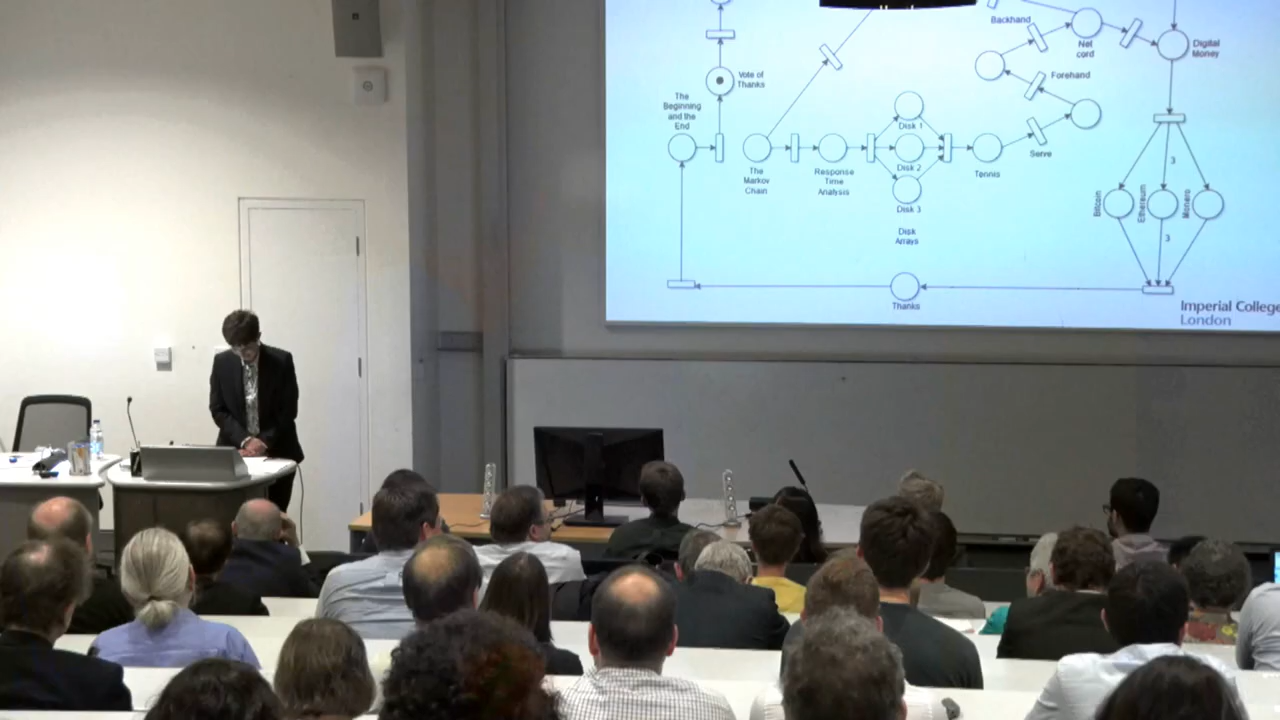 Backhand
Net
cord
Digital
Money
Vote of
Thanks
Forehand
The
Beginning
and the
End
Disk 1
Serve
The
Markov
Chain
Response
Time
Analysis
Disk 2
Tennis
3
Disk 3
Bitcoin
Ethereum
Monero
Disk
Arrays
3
Thanks
Imperial College
London